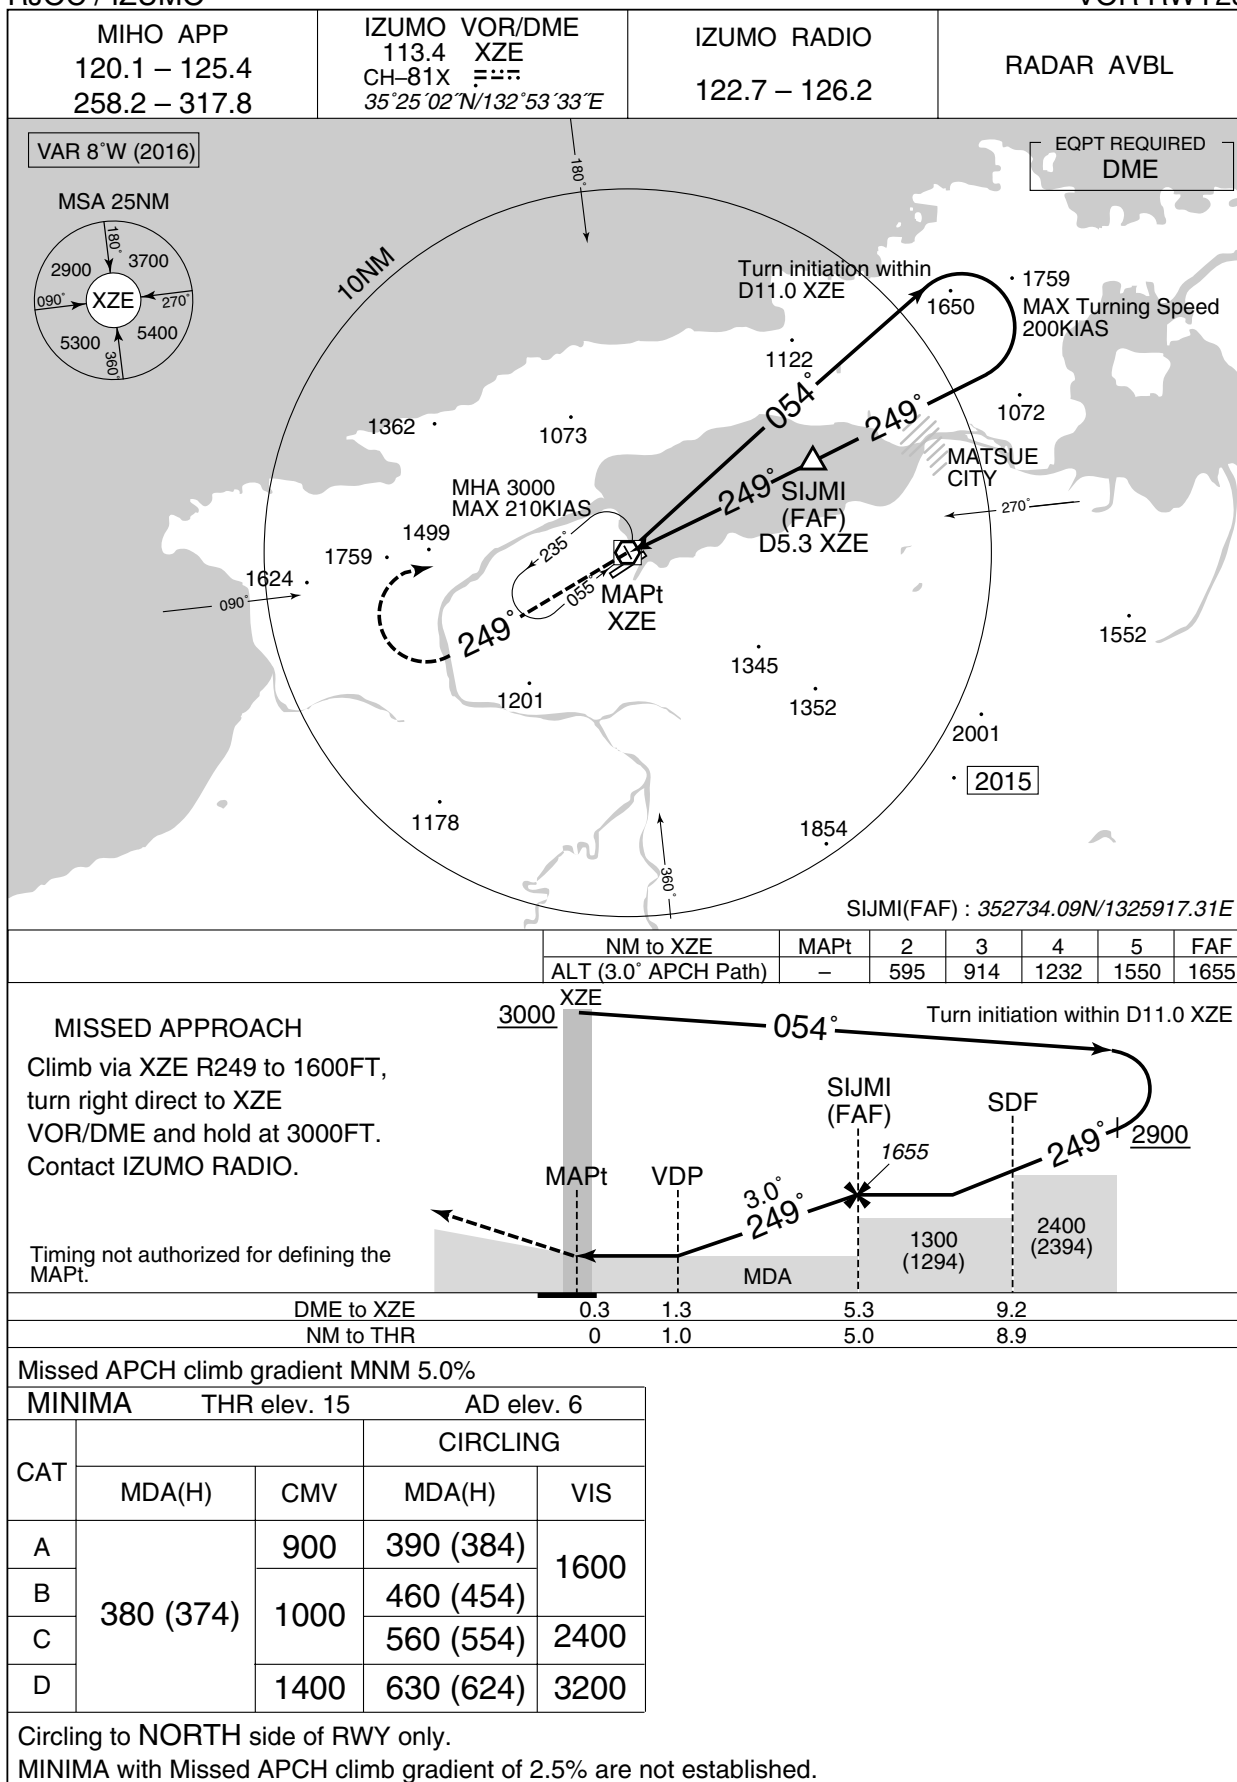 MIHO APP
120.1 – 125.4
258.2 – 317.8
IZUMO VOR/DME
113.4 XZE
CH–81X
35°25´02˝N/132°53´33˝E
IZUMO RADIO
122.7 – 126.2
RADAR AVBL
VAR 8°W (2016)
EQPT REQUIRED
DME
MSA 25NM
180°
2900
3700
090°
XZE
270°
5300
5400
360°
180°
10NM
Turn initiation within
D11.0 XZE
1650
1759
MAX Turning Speed
200KIAS
1122
054°
249°
1072
1362
1073
MATSUE
CITY
249°
SIJMI
(FAF)
D5.3 XZE
270°
MHA 3000
MAX 210KIAS
1499
235°
1759
1624
055°
090°
MAPt
XZE
249°
1552
1345
1201
1352
2001
2015
1178
1854
360°
SIJMI(FAF) : 352734.09N/1325917.31E
NM to XZE MAPt 2 3 4 5 FAF
ALT (3.0° APCH Path) – 595 914 1232 1550 1655
MISSED APPROACH
Climb via XZE R249 to 1600FT,
turn right direct to XZE
VOR/DME and hold at 3000FT.
Contact IZUMO RADIO.
Timing not authorized for defining the
MAPt.
XZE
3000
054°
Turn initiation within D11.0 XZE
SIJMI
(FAF)
SDF
249°
2900
1655
MAPt
VDP
3.0°
249°
1300
(1294)
2400
(2394)
MDA
DME to XZE 0.3 1.3 5.3 9.2
NM to THR 0 1.0 5.0 8.9
Missed APCH climb gradient MNM 5.0%
MINIMA THR elev. 15 AD elev. 6
CAT
CIRCLING
MDA(H) CMV MDA(H) VIS
A 380 (374) 900 390 (384) 1600
B 1000 460 (454)
C 560 (554) 2400
D 1400 630 (624) 3200
Circling to NORTH side of RWY only.
MINIMA with Missed APCH climb gradient of 2.5% are not established.